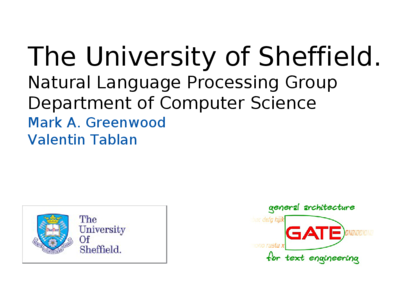 The University of Sheffield.
Natural Language Processing Group
Department of Computer Science
Mark A. Greenwood
Valentin Tablan
The
University
Of
Sheffield.
general architecture
GATE
for text engineering